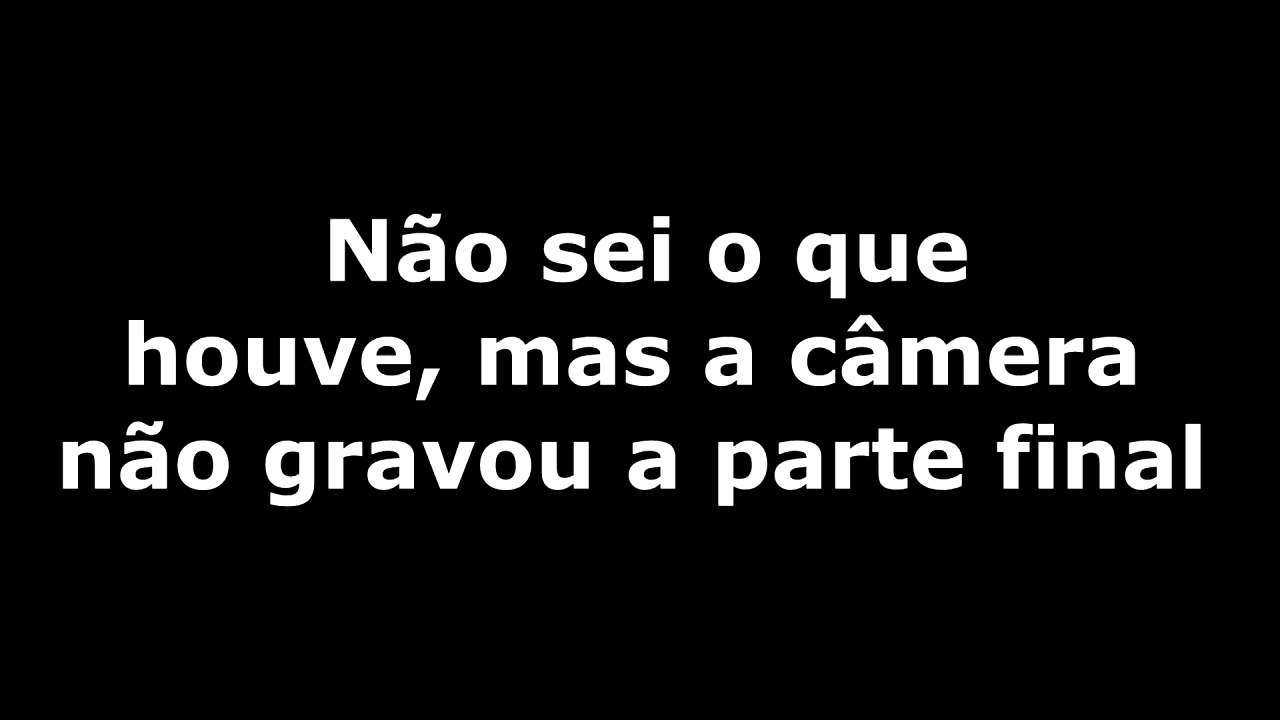 Não sei o que
houve, mas a câmera
não gravou a parte final